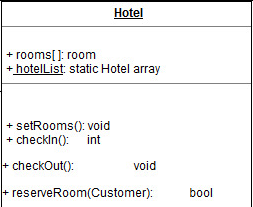 Hotel
+ rooms[ ]: room
+ hotelList: static Hotel array
+ setRooms(): void
+ checkIn(): int
+ checkOut(): void
+ reserveRoom(Customer): bool